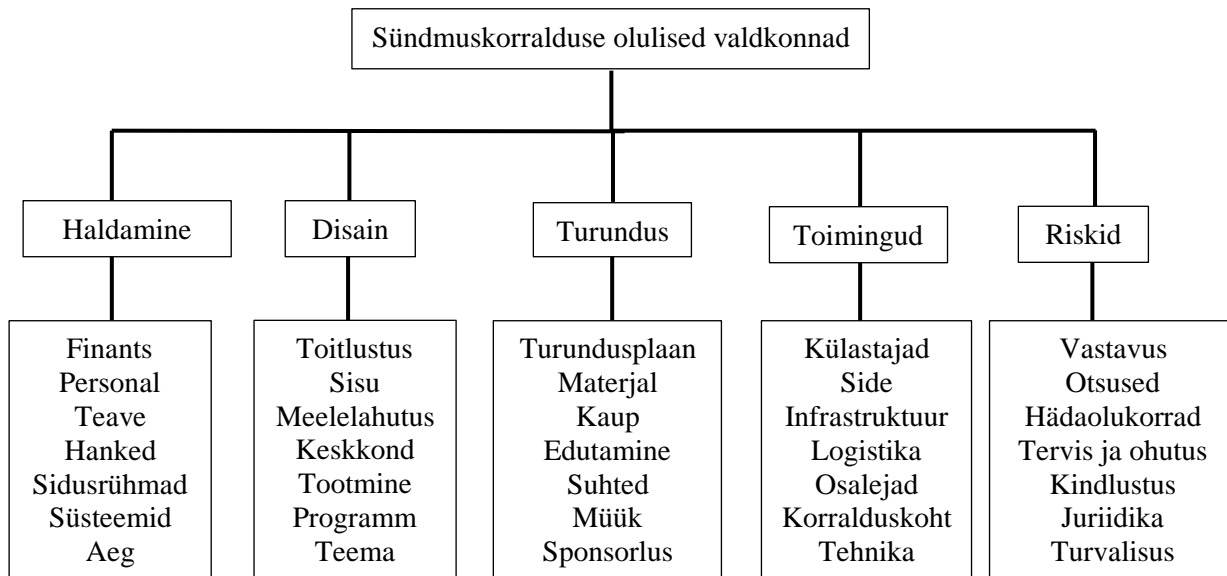 Sündmuskorralduse olulised valdkonnad
Haldamine
Disain
Turundus
Toimingud
Riskid
Finants
Personal
Teave
Hanked
Sidusrühmad
Süsteemid
Aeg
Toitlustus
Sisu
Meelelahutus
Keskkond
Tootmine
Programm
Teema
Turundusplaan
Materjal
Kaup
Edutamine
Suhted
Müük
Sponsorlus
Külastajad
Side
Infrastruktuur
Logistika
Osalejad
Korralduskoht
Tehnika
Vastavus
Otsused
Hädaolukorrad
Tervis ja ohutus
Kindlustus
Juriidika
Turvalisus